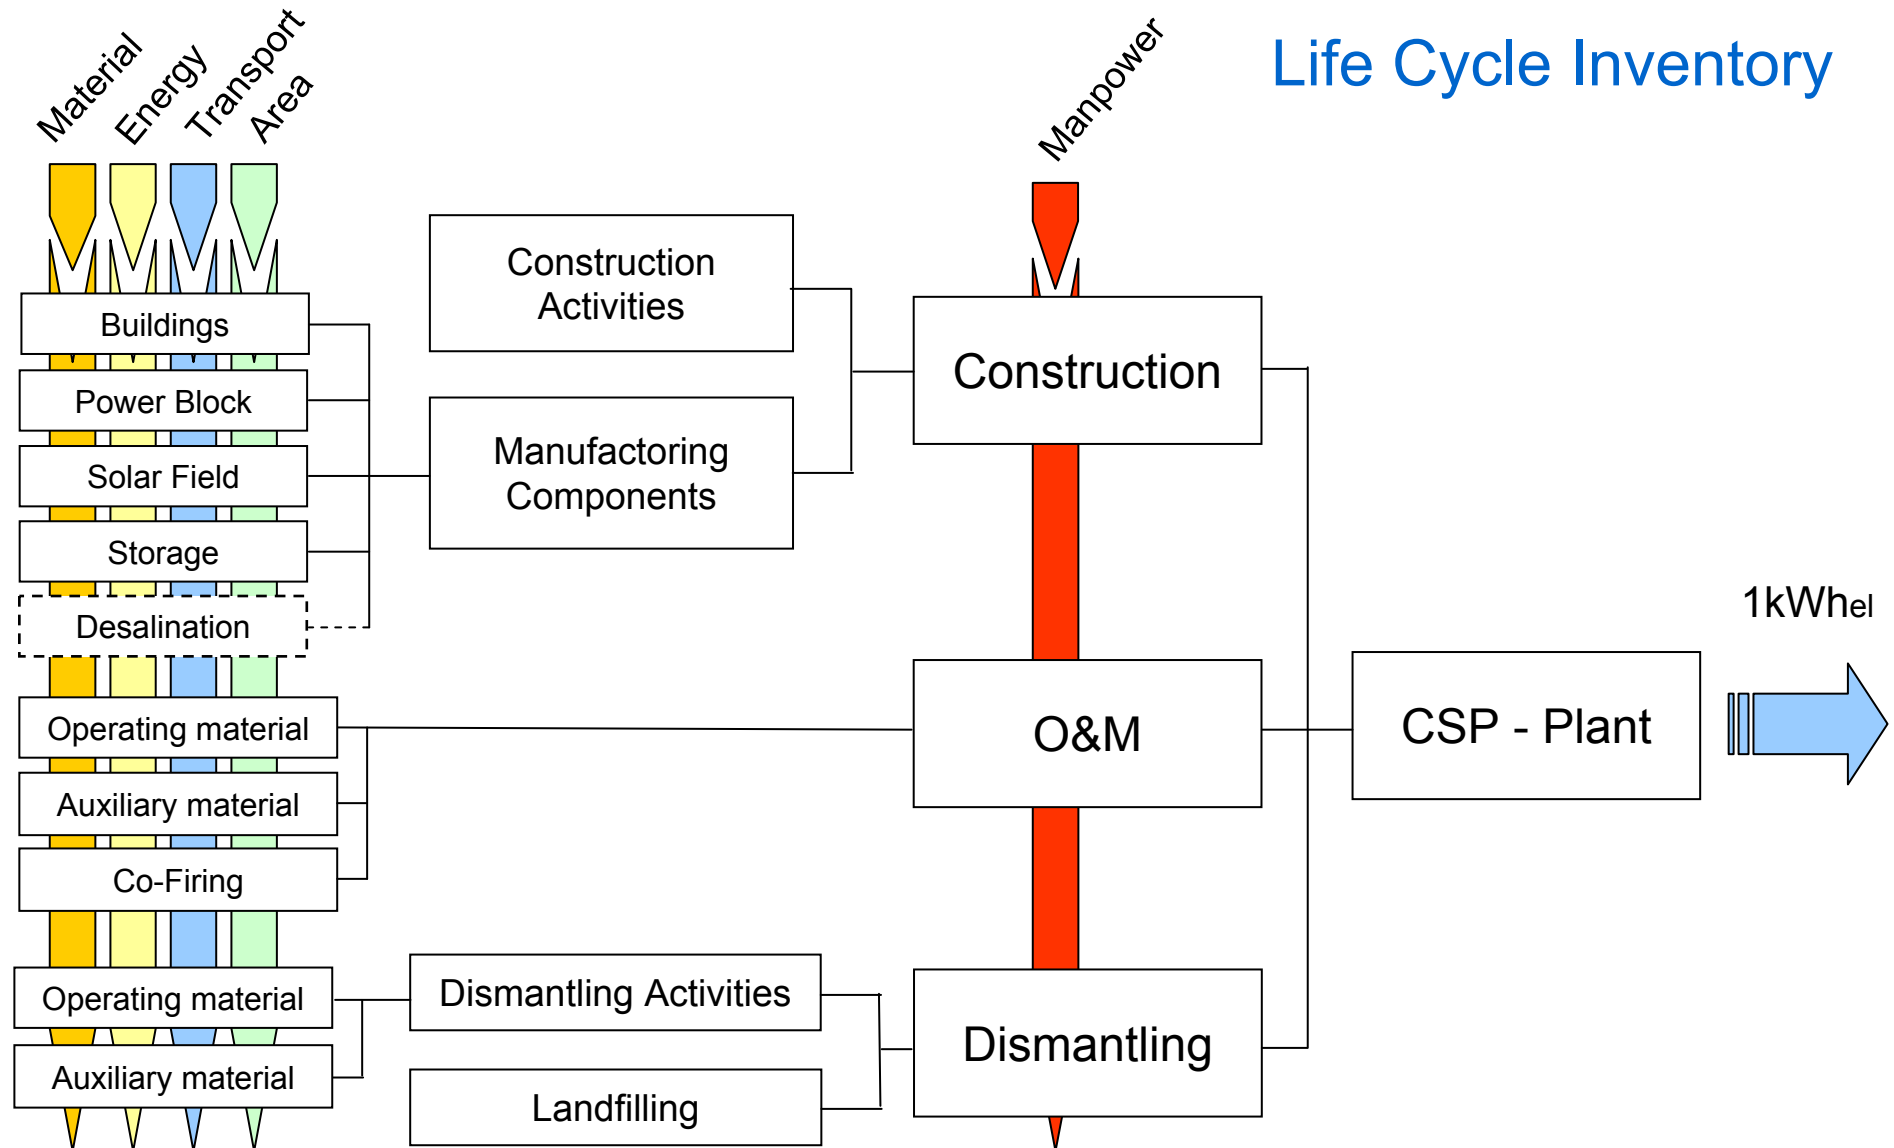 Material
Energy
Transport
Area
Manpower
Life Cycle Inventory
Buildings
Power Block
Solar Field
Storage
Desalination
Construction
Activities
Manufactoring
Components
Construction
Operating material
Auxiliary material
Co-Firing
O&M
CSP - Plant
1kWhel
Operating material
Auxiliary material
Dismantling Activities
Landfilling
Dismantling